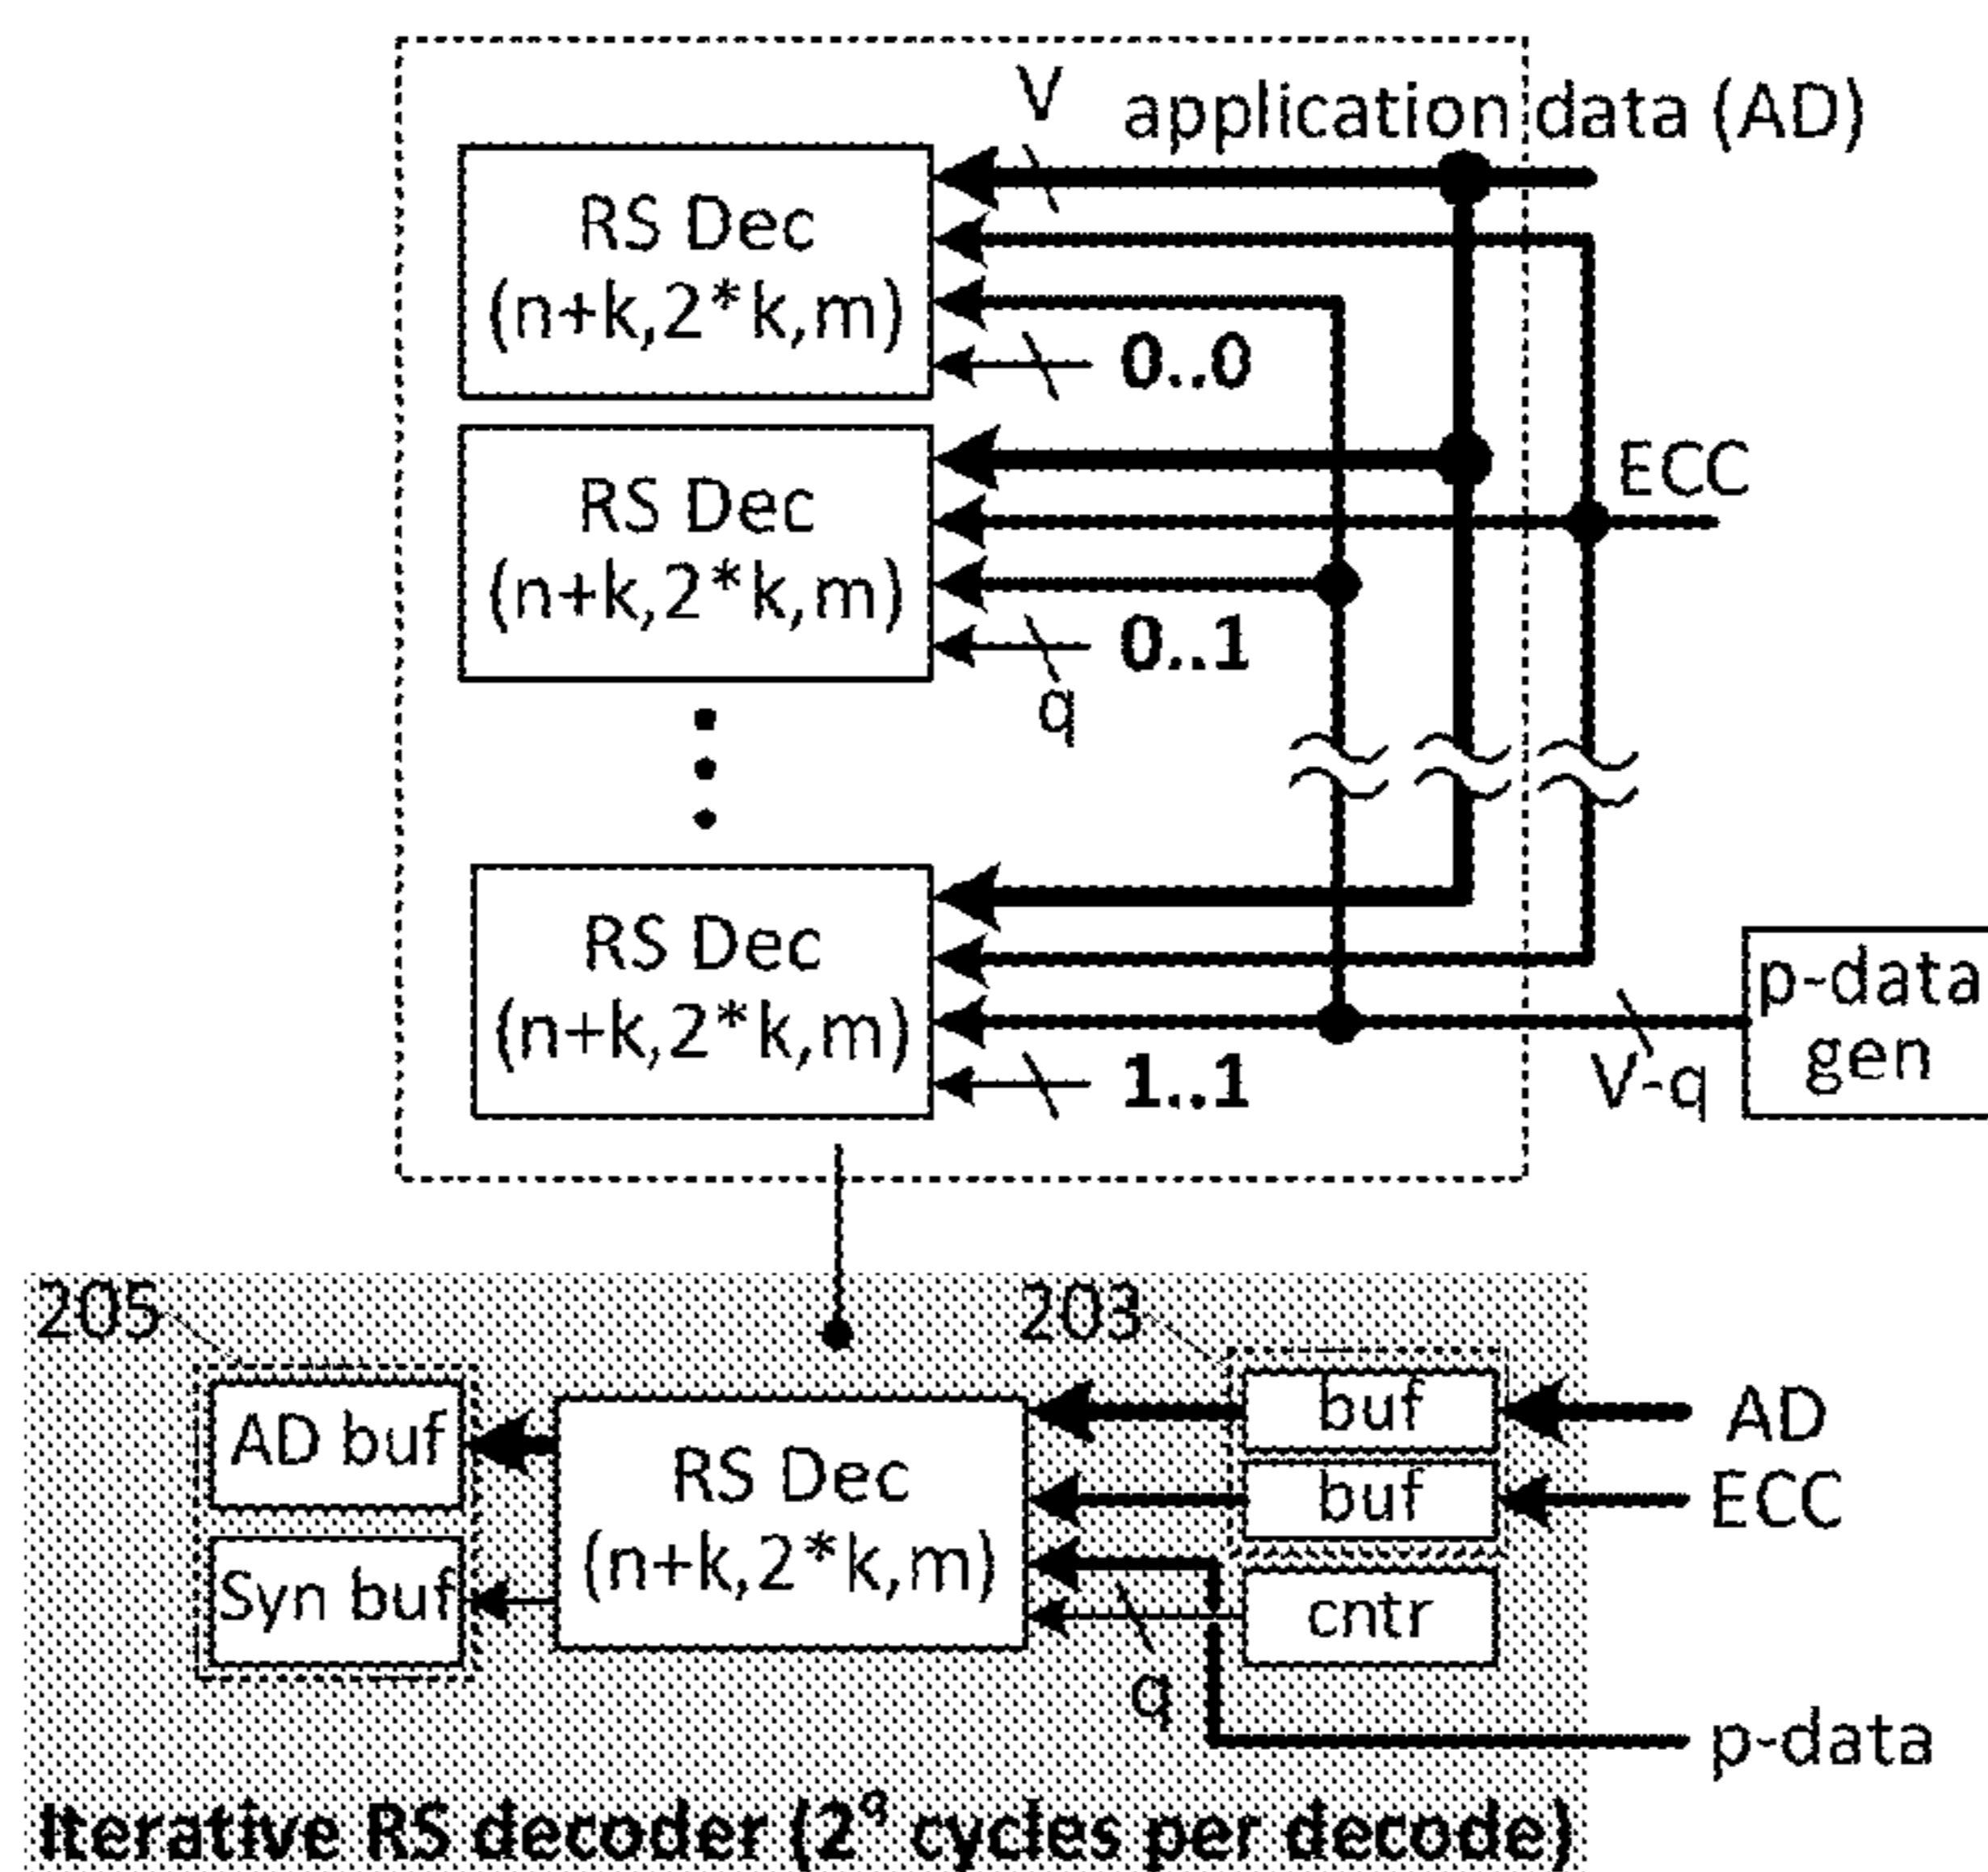 V
application data (AD)
RS Dec
(n+k,2*k,m)
0..0
RS Dec
(n+k,2*k,m)
ECC
0..1
q
RS Dec
(n+k,2*k,m)
1..1
V-q
p-data
gen
205
203
AD buf
Syn buf
RS Dec
(n+k,2*k,m)
buf
buf
cntr
AD
ECC
q
p-data
Iterative RS decoder (2^q cycles per decode)